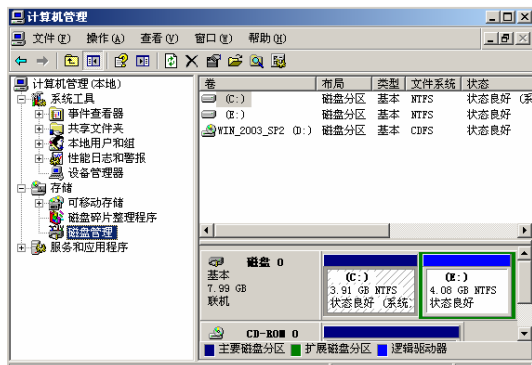 计算机管理
文件(F) 操作(A) 查看(V) 窗口(W) 帮助(H)
计算机管理(本地)
系统工具
事件查看器
共享文件夹
本地用户和组
性能日志和警报
设备管理器
存储
可移动存储
磁盘碎片整理程序
磁盘管理
服务和应用程序
卷 布局 类型 文件系统 状态
(C:) 磁盘分区 基本 NTFS 状态良好 (系
(E:) 磁盘分区 基本 NTFS 状态良好
WIN_2003_SP2 (D:) 磁盘分区 基本 CDFS 状态良好
磁盘 0
基本
7.99 GB
联机
(C:)
3.91 GB NTFS
状态良好 (系统
(E:)
4.08 GB NTFS
状态良好
CD-ROM 0
主要磁盘分区 扩展磁盘分区 逻辑驱动器